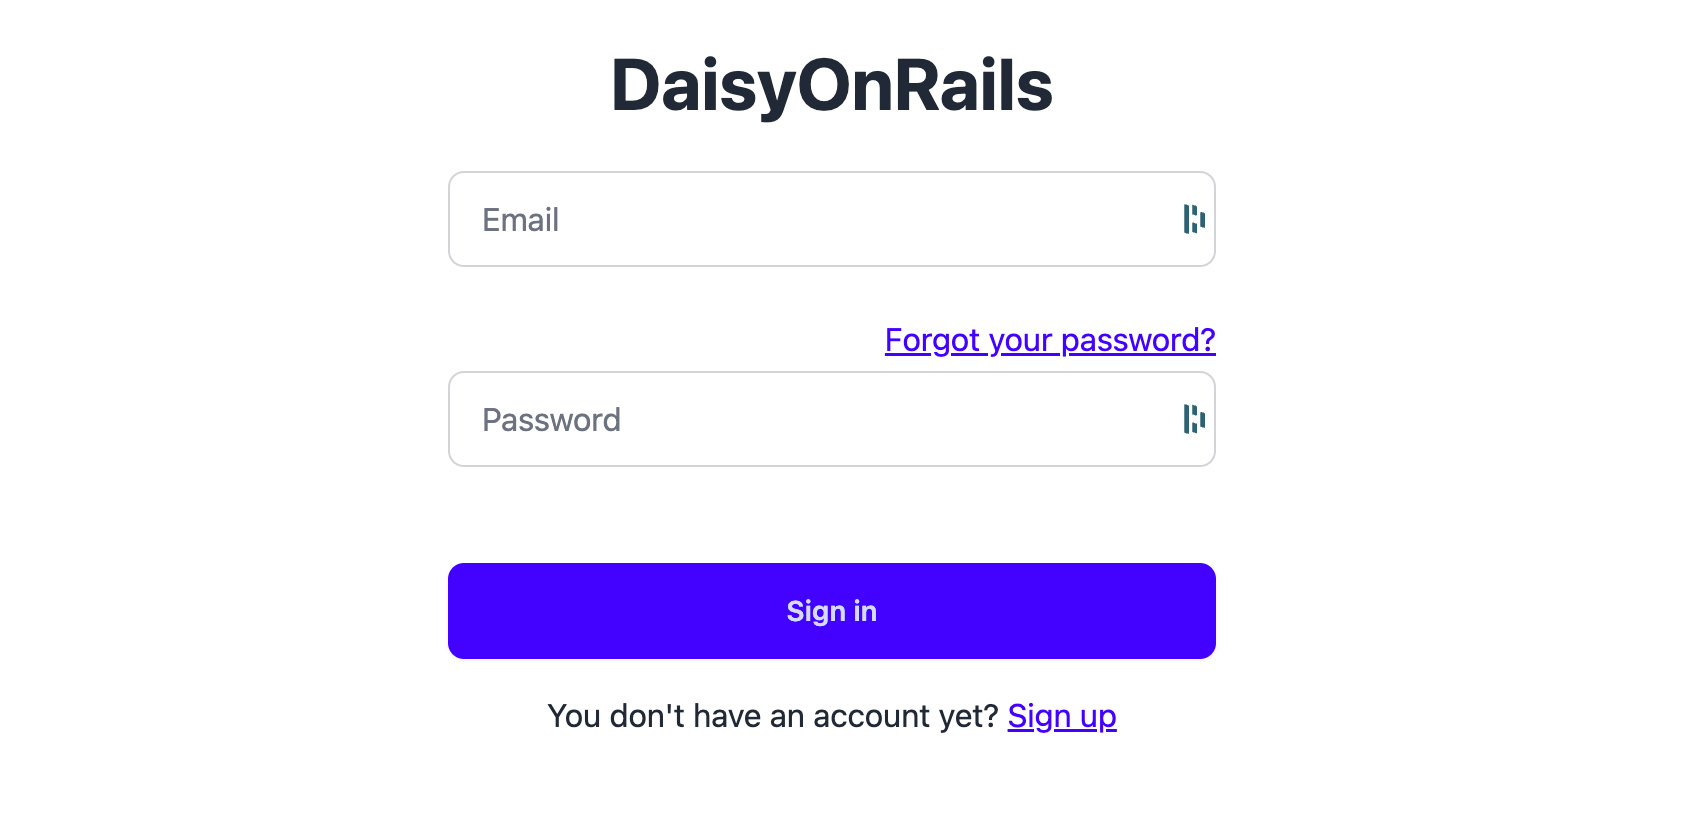 DaisyOnRails
Email
Forgot your password?
Password
Sign in
You don't have an account yet? Sign up